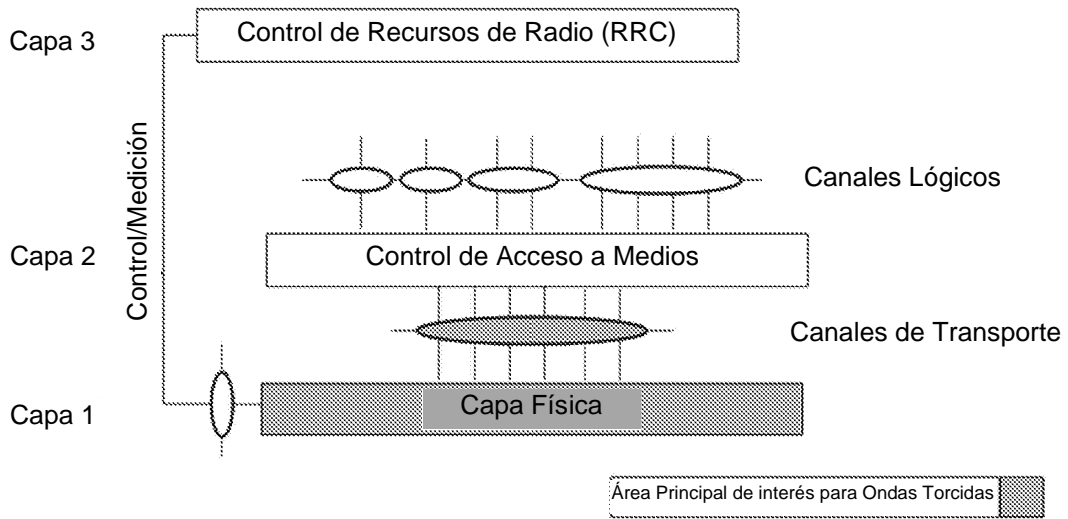 Capa 3
Control de Recursos de Radio (RRC)
Control/Medición
Canales Lógicos
Capa 2
Control de Acceso a Medios
Canales de Transporte
Capa 1
Capa Física
Área Principal de interés para Ondas Torcidas